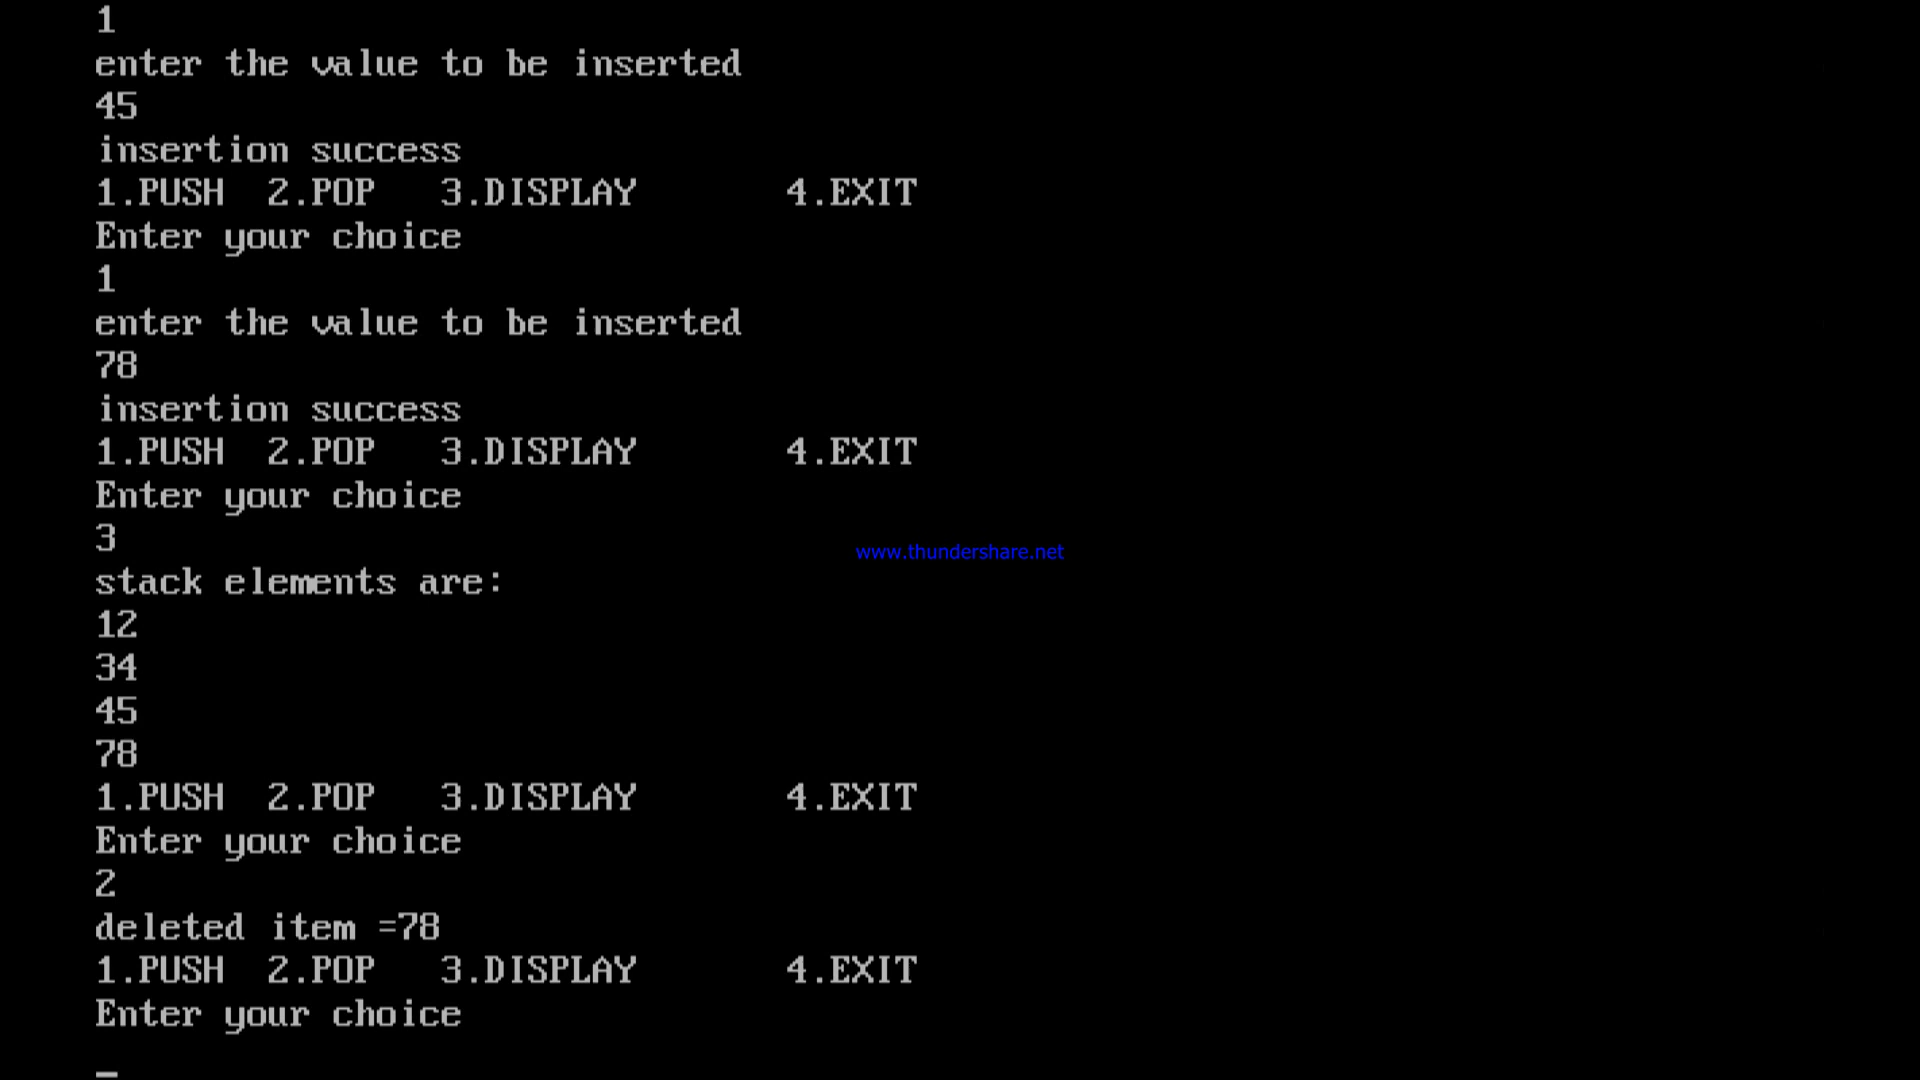 1
enter the value to be inserted
45
insertion success
1.PUSH 2.POP 3.DISPLAY 4.EXIT
Enter your choice
1
enter the value to be inserted
78
insertion success
1.PUSH 2.POP 3.DISPLAY 4.EXIT
Enter your choice
3
www.thundershare.net
stack elements are:
12
34
45
78
1.PUSH 2.POP 3.DISPLAY 4.EXIT
Enter your choice
2
deleted item =78
1.PUSH 2.POP 3.DISPLAY 4.EXIT
Enter your choice
_